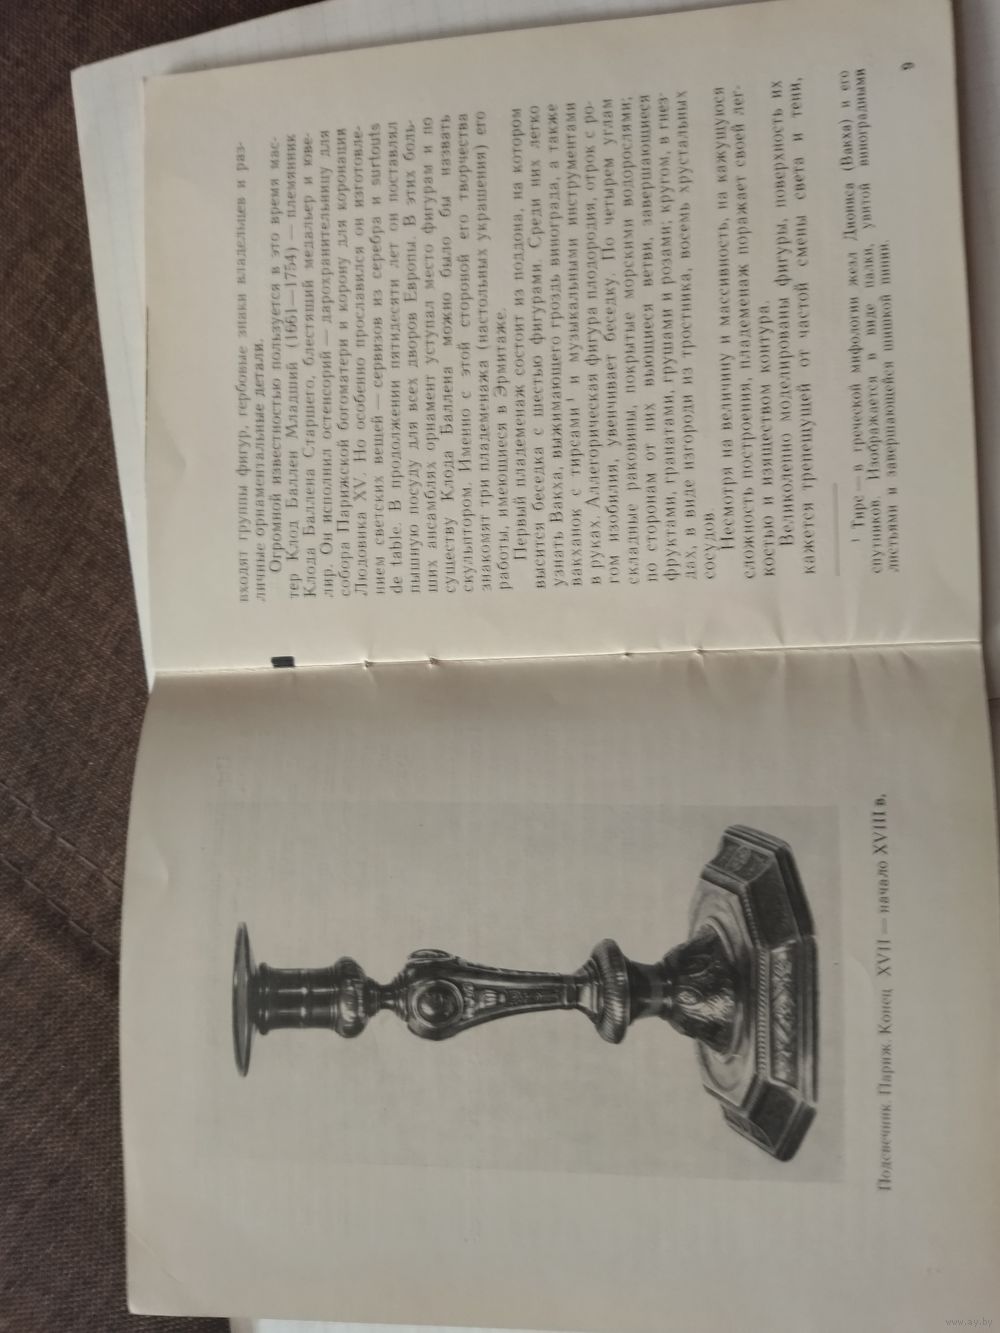 Подсвечник. Париж. Конец XVII — начало XVIII в.
входят группы фигур, гербовые знаки владельцев и раз-
личные орнаментальные детали.
Огромной известностью пользуется в это время мас-
тер Клод Баллен Младший (1661—1754) — племянник
Клода Баллена Старшего, блестящий медальер и юве-
лир. Он исполнил остенсорий — дарохранительницу для
собора Парижской богоматери и корону для коронации
Людовика XV. Но особенно прославился он изготовле-
нием светских вещей — сервизов из серебра и surtouts
de table. В продолжении пятидесяти лет он поставлял
пышную посуду для всех дворов Европы. В этих боль-
ших ансамблях орнамент уступал место фигурам и по
существу Клода Баллена можно было бы назвать
скульптором. Именно с этой стороной его творчества
знакомят три пладеменажа (настольных украшения) его
работы, имеющиеся в Эрмитаже.
Первый пладеменаж состоит из поддона, на котором
высится беседка с шестью фигурами. Среди них легко
узнать Вакха, выжимающего гроздь винограда, а также
вакханок с тирсами¹ и музыкальными инструментами
в руках. Аллегорическая фигура плодородия, отрок с ро-
гом изобилия, увенчивает беседку. По четырем углам
складные раковины, покрытые морскими водорослями;
по сторонам от них вьющиеся ветви, завершающиеся
фруктами, гранатами, грушами и розами; кругом, в гнез-
дах, в виде изгороди из тростника, восемь хрустальных
сосудов.
Несмотря на величину и массивность, на кажущуюся
сложность построения, пладеменаж поражает своей лег-
костью и изяществом контура.
Великолепно моделированы фигуры, поверхность их
кажется трепещущей от частой смены света и тени,
¹ Тирс — в греческой мифологии жезл Диониса (Вакха) и его
спутников. Изображается в виде палки, увитой виноградными
листьями и завершающейся шишкой пинии.
9
www.ay.by